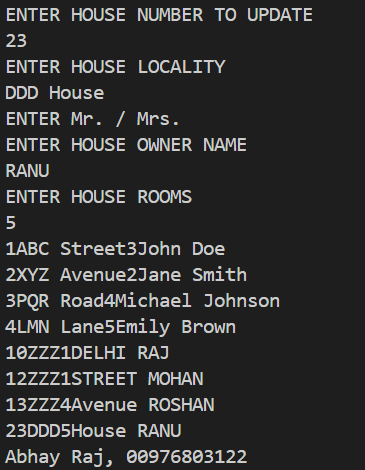 ENTER HOUSE NUMBER TO UPDATE
23
ENTER HOUSE LOCALITY
DDD House
ENTER Mr. / Mrs.
ENTER HOUSE OWNER NAME
RANU
ENTER HOUSE ROOMS
5
1ABC Street3John Doe
2XYZ Avenue2Jane Smith
3PQR Road4Michael Johnson
4LMN Lane5Emily Brown
10ZZZ1DELHI RAJ
12ZZZ1STREET MOHAN
13ZZZ4Avenue ROSHAN
23DDD5House RANU
Abhay Raj, 00976803122